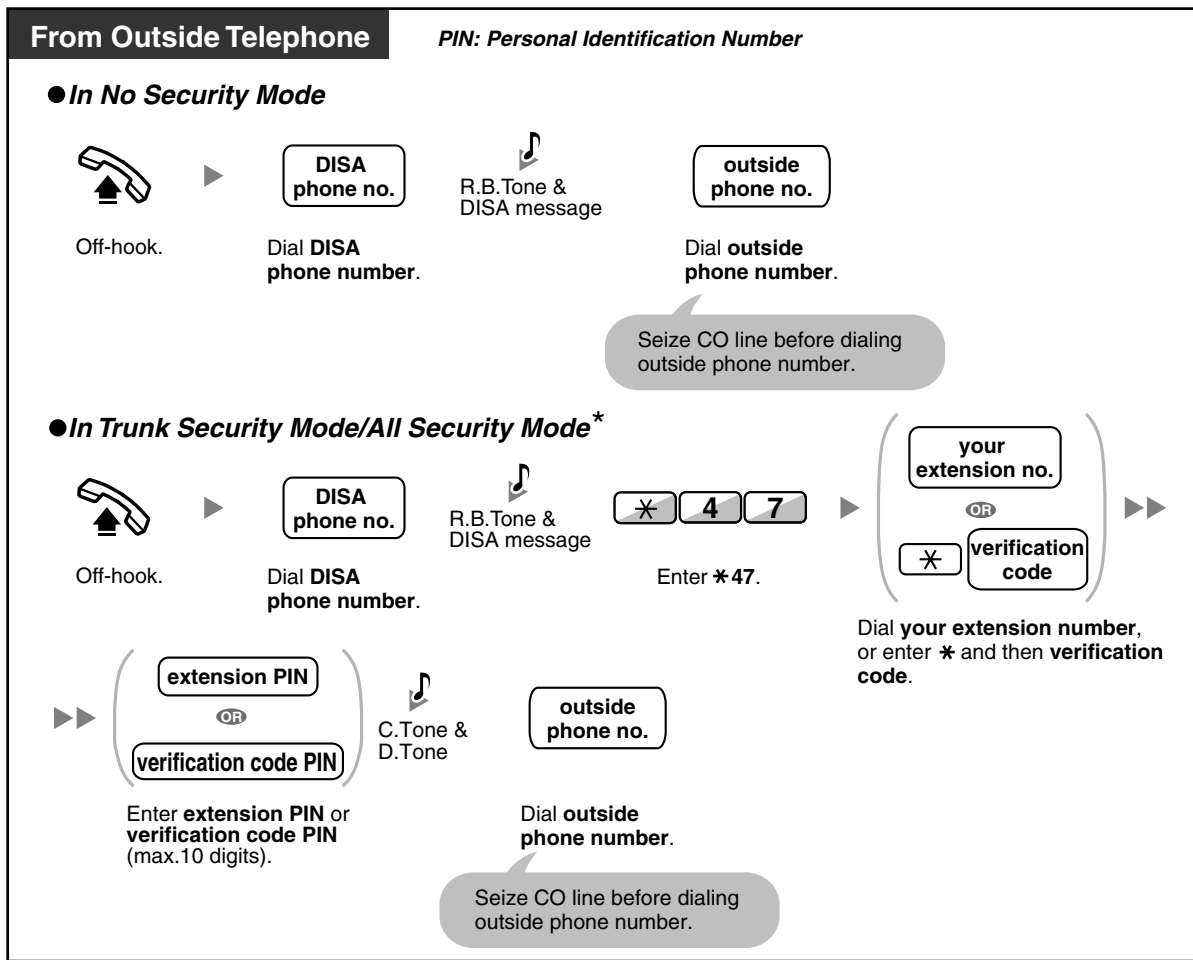 From Outside Telephone
PIN: Personal Identification Number
●In No Security Mode
DISA
phone no.
R.B.Tone &
DISA message
outside
phone no.
Off-hook.
Dial DISA
phone number.
Dial outside
phone number.
Seize CO line before dialing
outside phone number.
●In Trunk Security Mode/All Security Mode*
DISA
phone no.
R.B.Tone &
DISA message
* 4 7
your
extension no.
OR
* verification
code
Off-hook.
Dial DISA
phone number.
Enter *47.
Dial your extension number,
or enter * and then verification
code.
extension PIN
OR
verification code PIN
C.Tone &
D.Tone
outside
phone no.
Enter extension PIN or
verification code PIN
(max.10 digits).
Dial outside
phone number.
Seize CO line before dialing
outside phone number.